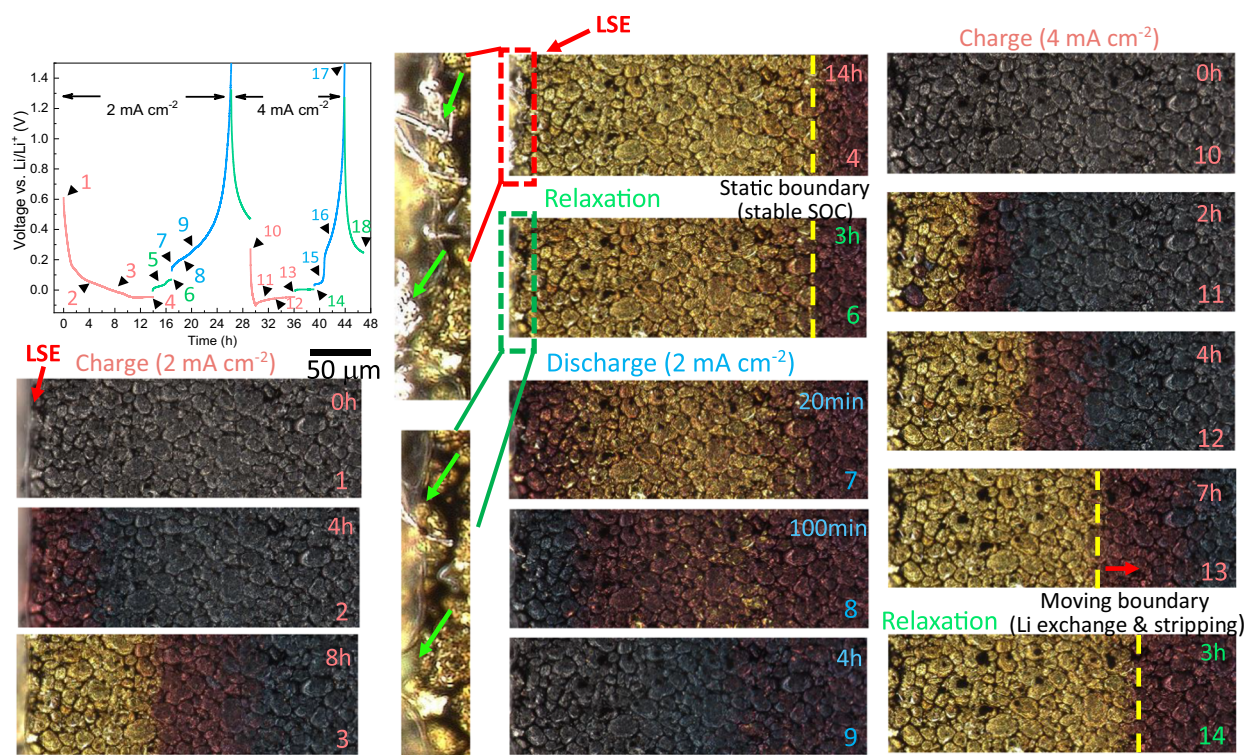 Voltage vs. Li/Li⁺ (V)
1.4
1.2
1.0
0.8
0.6
0.4
0.2
0.0
2 mA cm⁻²
4 mA cm⁻²
1
2
3
4
5
6
7
8
9
10
11
12
13
14
15
16
17
18
0 4 8 12 16 20 24 28 32 36 40 44 48
Time (h)
50 µm
LSE
Charge (2 mA cm⁻²)
0h
1
4h
2
8h
3
LSE
14h
4
Relaxation
Static boundary
(stable SOC)
3h
6
Discharge (2 mA cm⁻²)
20min
7
100min
8
4h
9
Charge (4 mA cm⁻²)
0h
10
2h
11
4h
12
7h
13
Relaxation
Moving boundary
(Li exchange & stripping)
3h
14